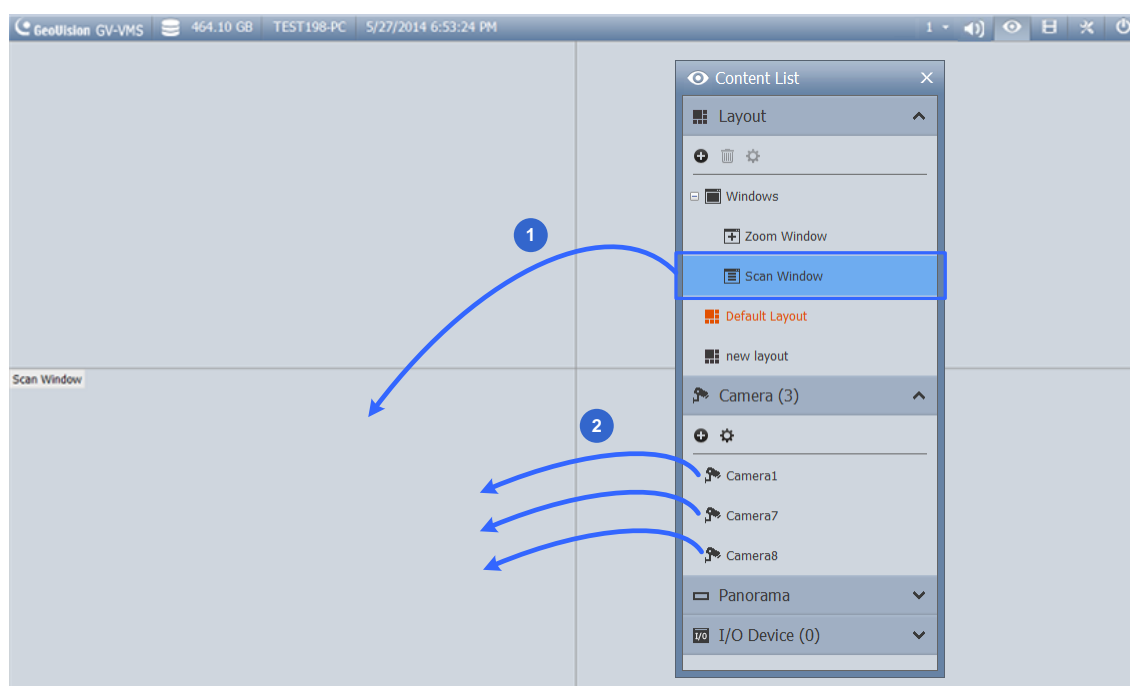 GeoVision GV-VMS 464.10 GB TEST198-PC 5/27/2014 6:53:24 PM 1
Content List
Layout
Windows
1
Zoom Window
Scan Window
Default Layout
new layout
Scan Window
Camera (3)
2
Camera1
Camera7
Camera8
Panorama
I/O I/O Device (0)